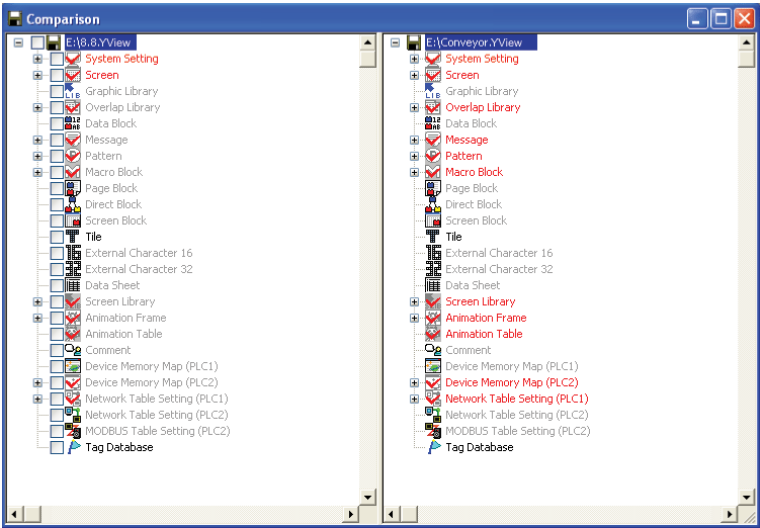 Comparison
E:\8.8.YView
System Setting
Screen
Graphic Library
Overlap Library
Data Block
Message
Pattern
Macro Block
Page Block
Direct Block
Screen Block
Tile
External Character 16
External Character 32
Data Sheet
Screen Library
Animation Frame
Animation Table
Comment
Device Memory Map (PLC1)
Device Memory Map (PLC2)
Network Table Setting (PLC1)
Network Table Setting (PLC2)
MODBUS Table Setting (PLC2)
Tag Database
E:\Conveyor.YView
System Setting
Screen
Graphic Library
Overlap Library
Data Block
Message
Pattern
Macro Block
Page Block
Direct Block
Screen Block
Tile
External Character 16
External Character 32
Data Sheet
Screen Library
Animation Frame
Animation Table
Comment
Device Memory Map (PLC1)
Device Memory Map (PLC2)
Network Table Setting (PLC1)
Network Table Setting (PLC2)
MODBUS Table Setting (PLC2)
Tag Database